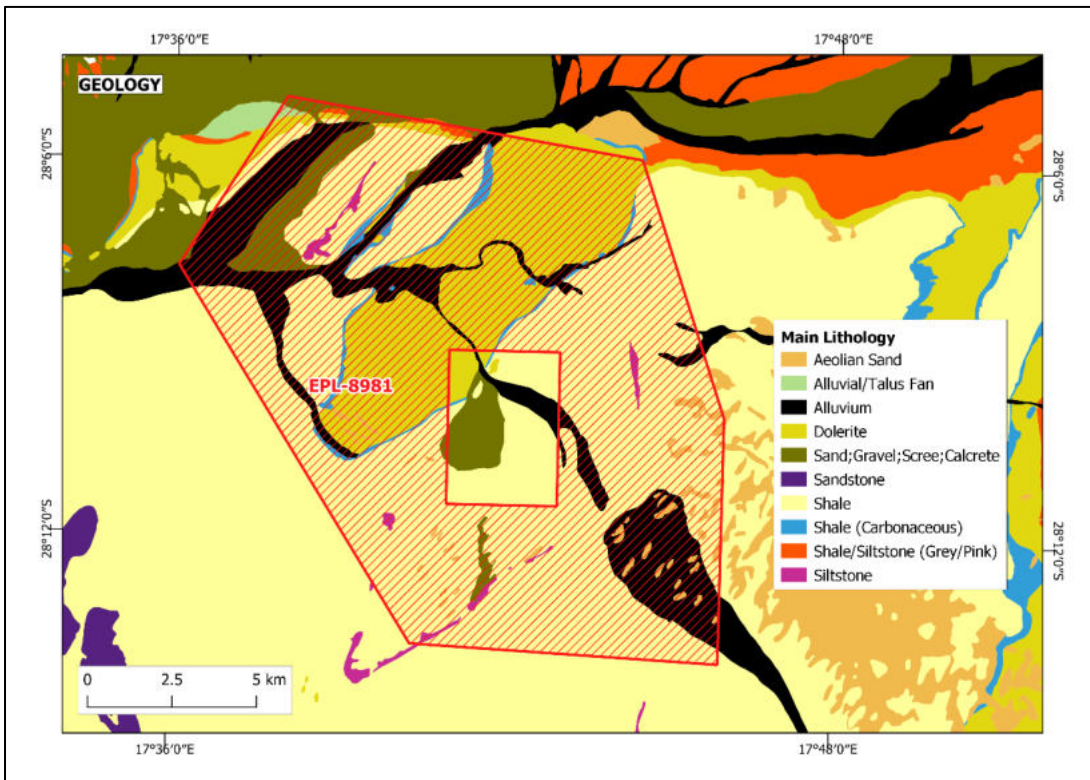 17°36'0"E 17°48'0"E
GEOLOGY
28°6'0"S 28°6'0"S
EPL-8981
Main Lithology
Aeolian Sand
Alluvial/Talus Fan
Alluvium
Dolerite
Sand;Gravel;Scree;Calcrete
Sandstone
Shale
Shale (Carbonaceous)
Shale/Siltstone (Grey/Pink)
Siltstone
28°12'0"S 28°12'0"S
0 2.5 5 km
17°36'0"E 17°48'0"E